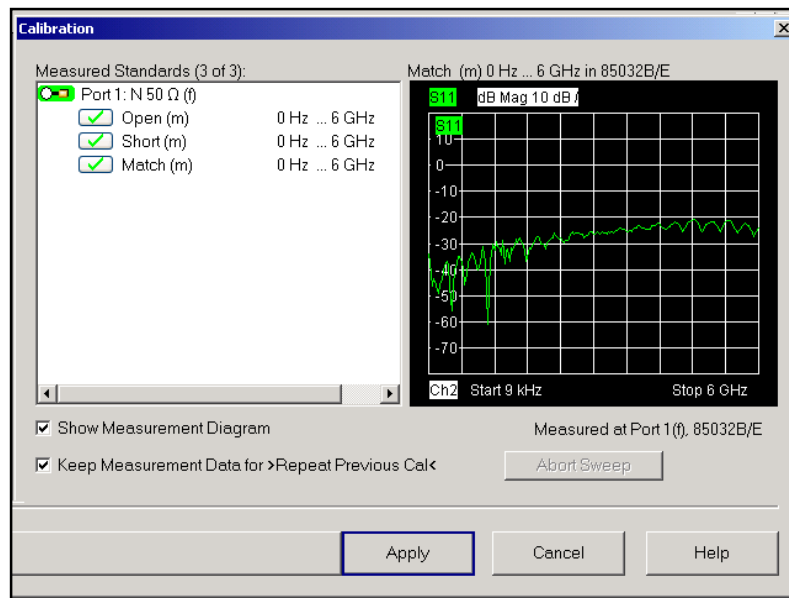 Calibration
Measured Standards (3 of 3):
Port 1: N 50 Ω (f)
Open (m) 0 Hz ... 6 GHz
Short (m) 0 Hz ... 6 GHz
Match (m) 0 Hz ... 6 GHz
Match (m) 0 Hz ... 6 GHz in 85032B/E
S11 dB Mag 10 dB /
S11
10
0
-10
-20
-30
-40
-50
-60
-70
Ch2 Start 9 kHz Stop 6 GHz
Show Measurement Diagram
Measured at Port 1(f), 85032B/E
Keep Measurement Data for >Repeat Previous Cal<
Abort Sweep
Apply
Cancel
Help